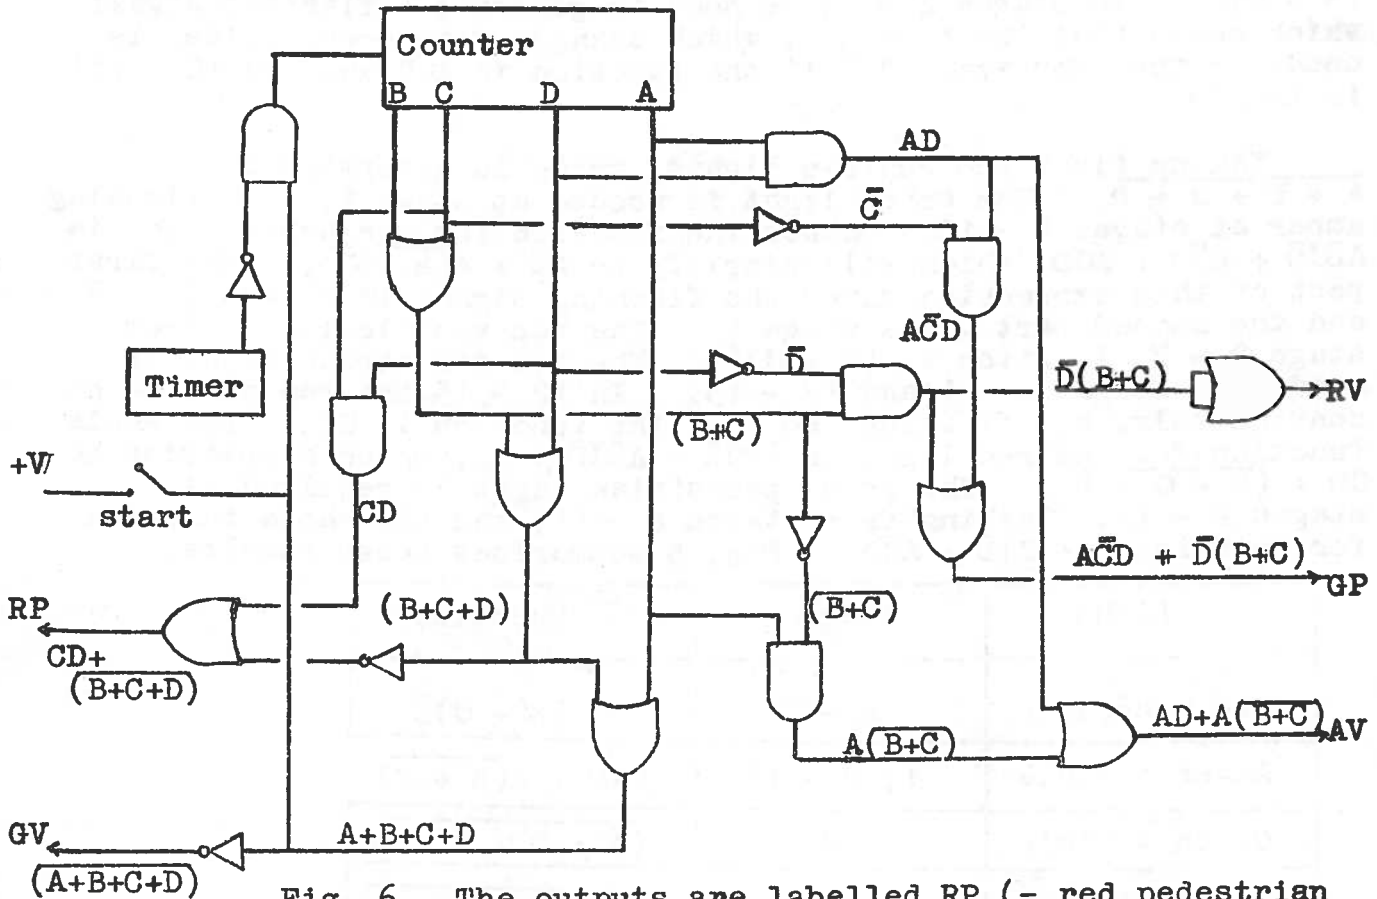 Counter
B C D A
AD
C̄
Timer
AC̄D
D̄
D̄(B+C)
RV
(B+C)
+V
start
CD
AC̄D + D̄(B+C)
GP
RP
(B+C+D)
(B+C)̅
CD+
(B+C+D)̅
AD+A(B+C)̅
AV
A(B+C)̅
GV
A+B+C+D
(A+B+C+D)̅
Fig. 6. The outputs are labelled RP (- red pedestrian